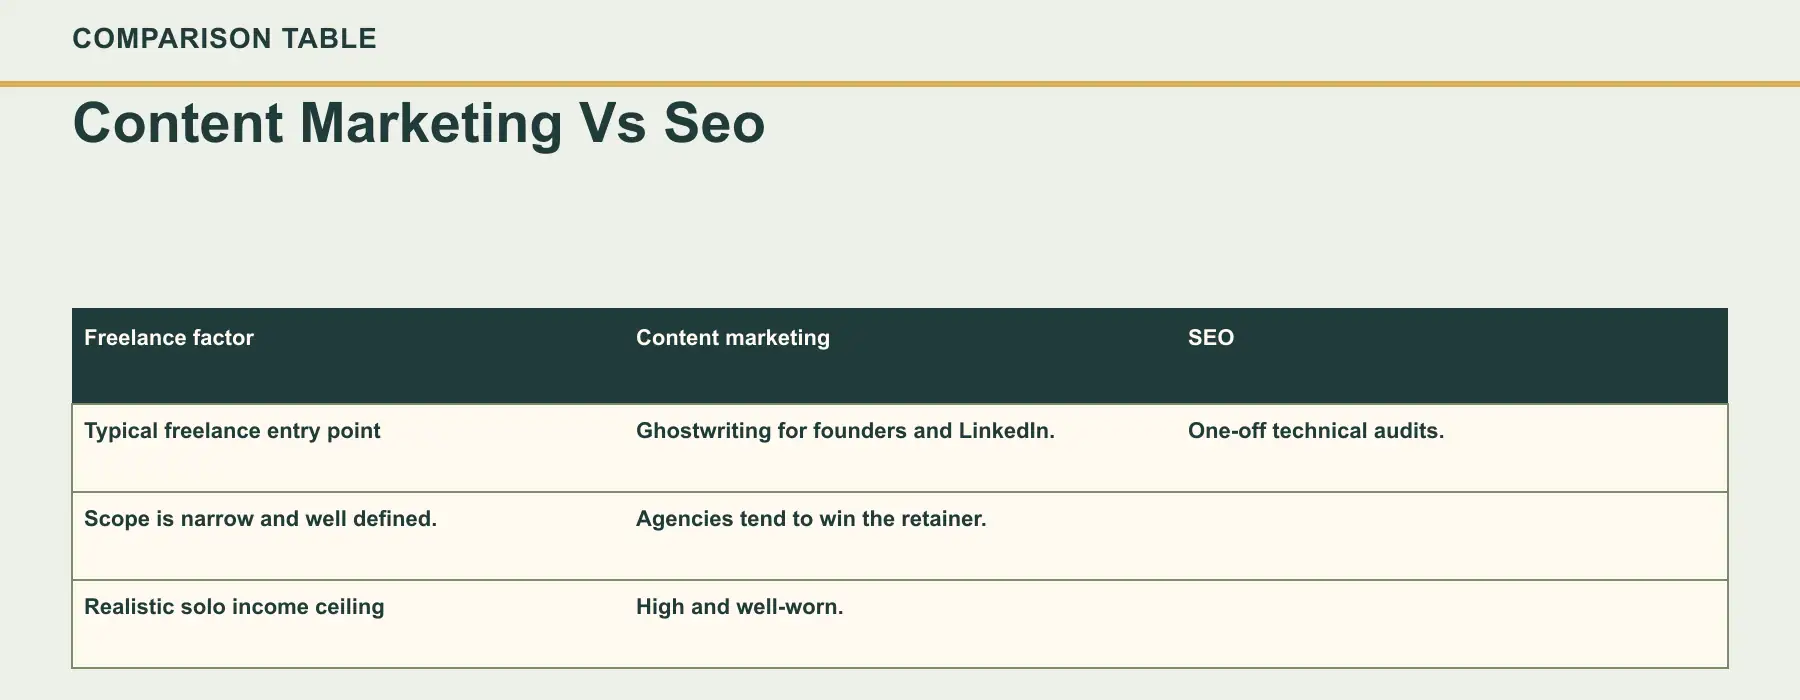 COMPARISON TABLE
Content Marketing Vs Seo
Freelance factor Content marketing SEO
Typical freelance entry point Ghostwriting for founders and LinkedIn. One-off technical audits.
Scope is narrow and well defined. Agencies tend to win the retainer.
Realistic solo income ceiling High and well-worn.